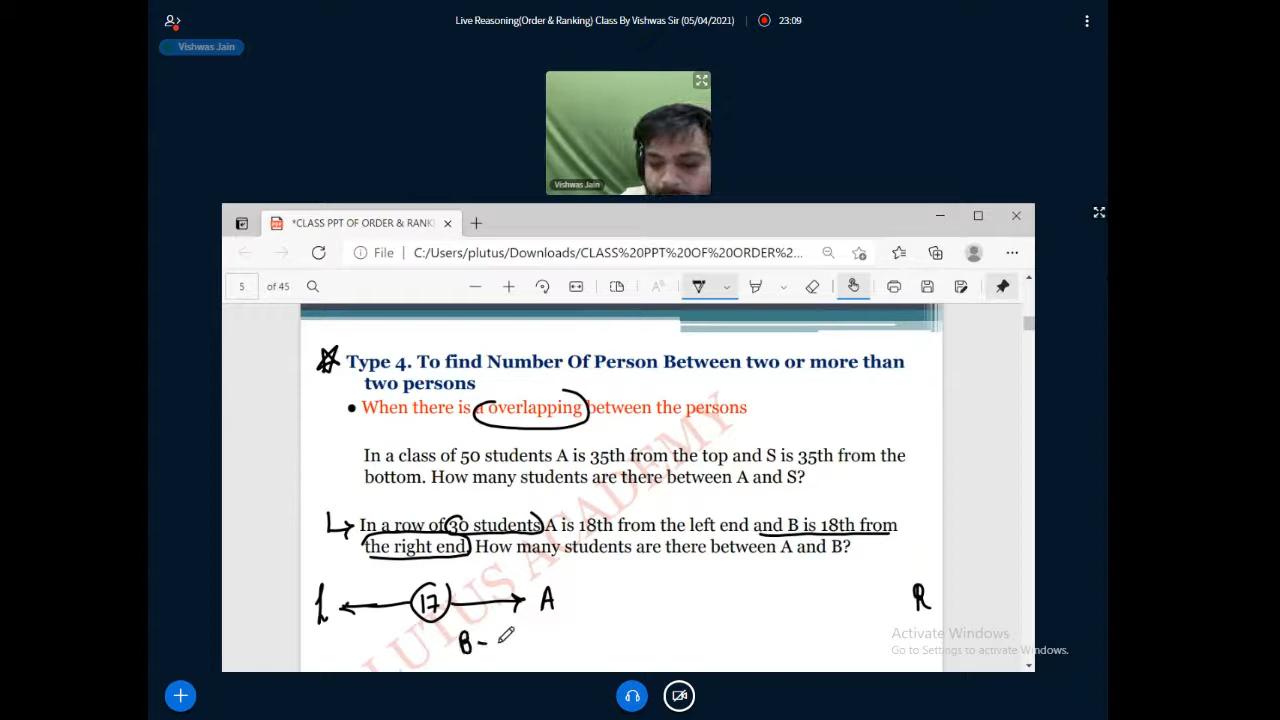 Live Reasoning(Order & Ranking) Class By Vishwas Sir (05/04/2021) 23:09
Vishwas Jain
Vishwas Jain
*CLASS PPT OF ORDER & RANKI
File C:/Users/plutus/Downloads/CLASS%20PPT%20OF%20ORDER%2...
5 of 45
Type 4. To find Number Of Person Between two or more than
two persons
• When there is a overlapping between the persons
In a class of 50 students A is 35th from the top and S is 35th from the
bottom. How many students are there between A and S?
In a row of 30 students A is 18th from the left end and B is 18th from
the right end. How many students are there between A and B?
L 17 A R
B -
PLUTUS ACADEMY
Activate Windows
Go to Settings to activate Windows.